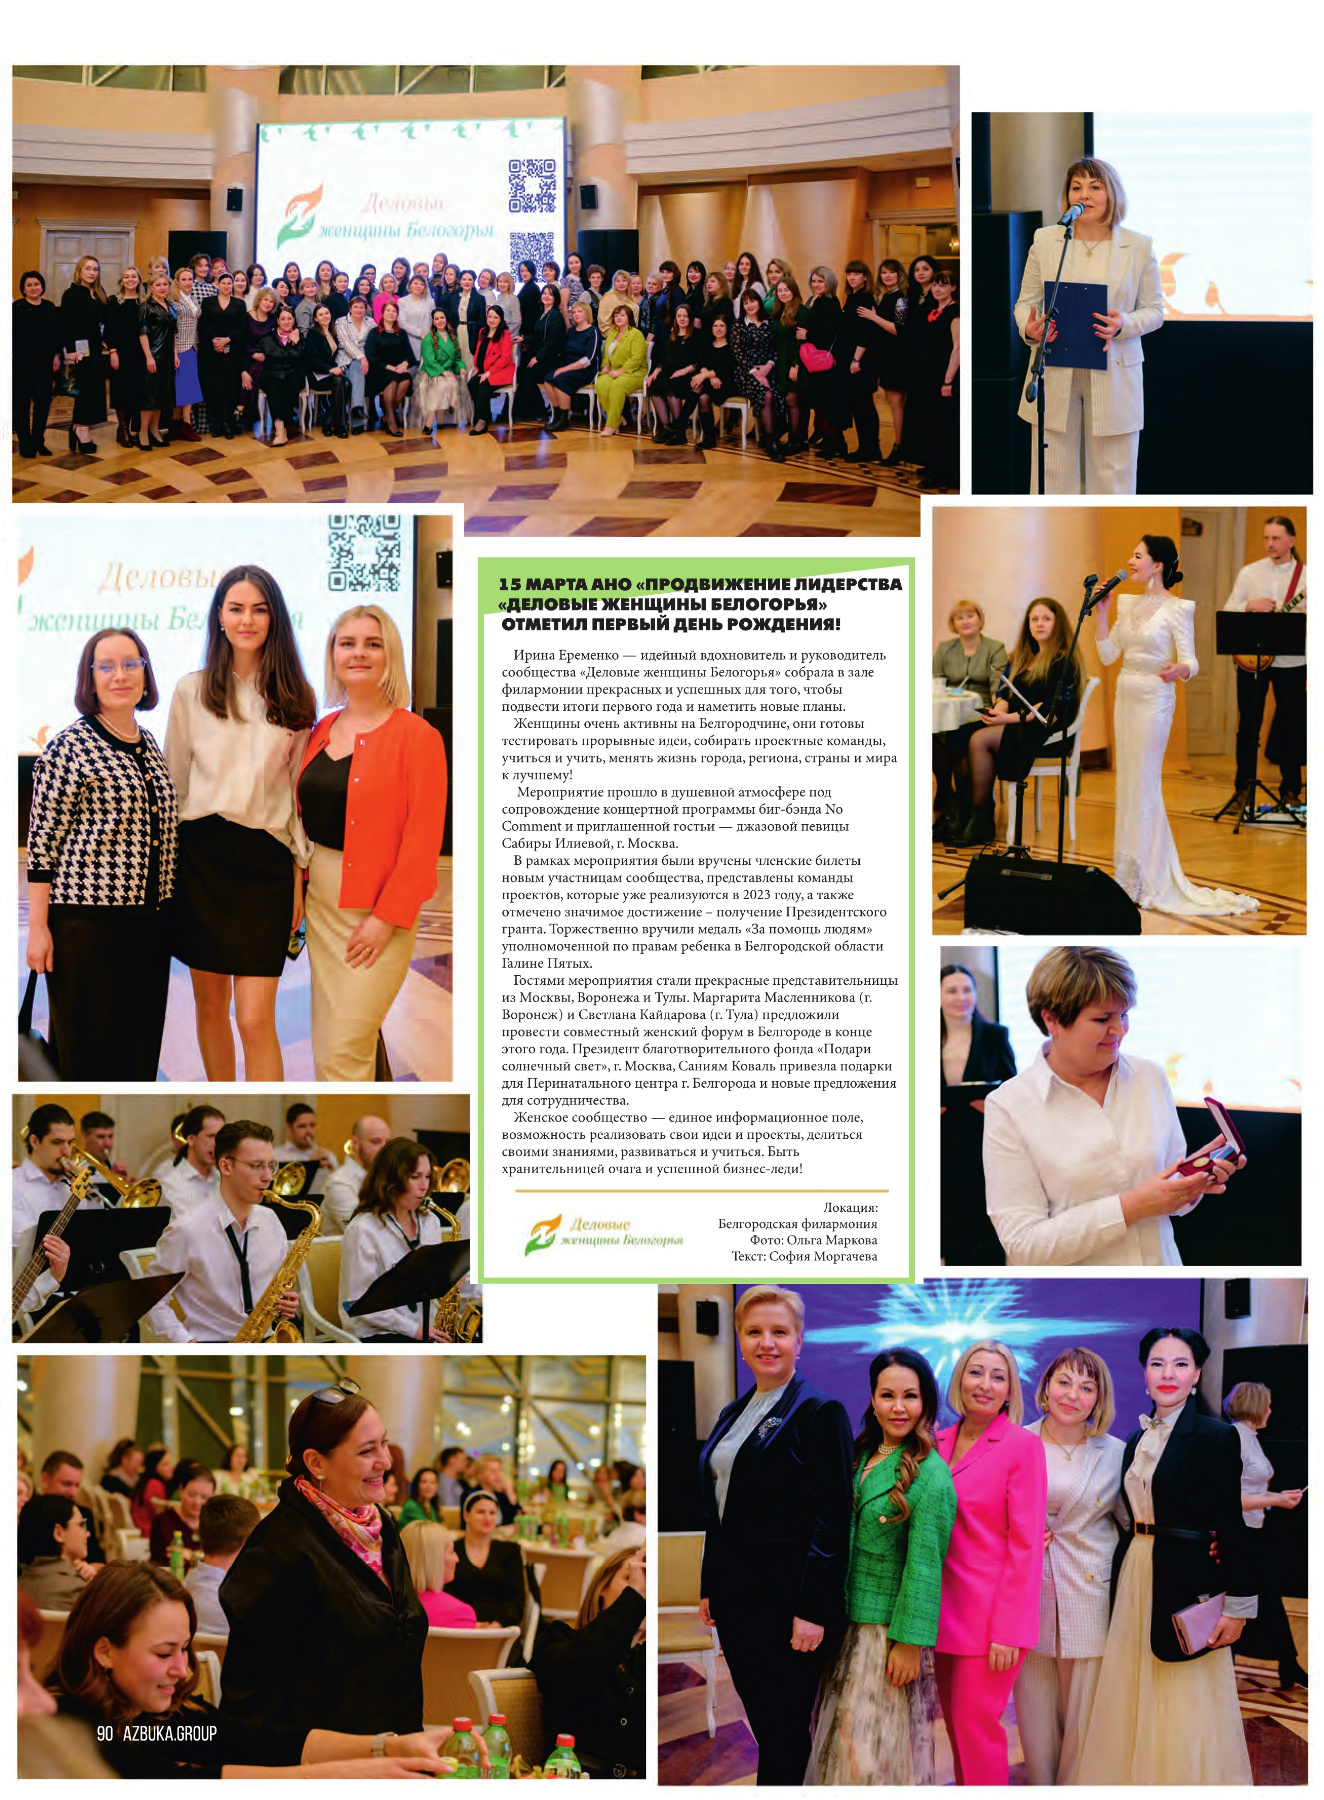 Деловые
женщины Белогорья
Деловые
женщины Бел
15 МАРТА АНО «ПРОДВИЖЕНИЕ ЛИДЕРСТВА
«ДЕЛОВЫЕ ЖЕНЩИНЫ БЕЛОГОРЬЯ»
ОТМЕТИЛ ПЕРВЫЙ ДЕНЬ РОЖДЕНИЯ!
Ирина Еременко — идейный вдохновитель и руководитель
сообщества «Деловые женщины Белогорья» собрала в зале
филармонии прекрасных и успешных для того, чтобы
подвести итоги первого года и наметить новые планы.
Женщины очень активны на Белгородчине, они готовы
тестировать прорывные идеи, собирать проектные команды,
учиться и учить, менять жизнь города, региона, страны и мира
к лучшему!
Мероприятие прошло в душевной атмосфере под
сопровождение концертной программы биг-бэнда No
Comment и приглашенной гостьи — джазовой певицы
Сабиры Илиевой, г. Москва.
В рамках мероприятия были вручены членские билеты
новым участницам сообщества, представлены команды
проектов, которые уже реализуются в 2023 году, а также
отмечено значимое достижение – получение Президентского
гранта. Торжественно вручили медаль «За помощь людям»
уполномоченной по правам ребенка в Белгородской области
Галине Пятых.
Гостями мероприятия стали прекрасные представительницы
из Москвы, Воронежа и Тулы. Маргарита Масленникова (г.
Воронеж) и Светлана Кайдарова (г. Тула) предложили
провести совместный женский форум в Белгороде в конце
этого года. Президент благотворительного фонда «Подари
солнечный свет», г. Москва, Саниям Коваль привезла подарки
для Перинатального центра г. Белгорода и новые предложения
для сотрудничества.
Женское сообщество — единое информационное поле,
возможность реализовать свои идеи и проекты, делиться
своими знаниями, развиваться и учиться. Быть
хранительницей очага и успешной бизнес-леди!
Деловые
женщины Белогорья
Локация:
Белгородская филармония
Фото: Ольга Маркова
Текст: София Моргачева
90 AZBUKA.GROUP